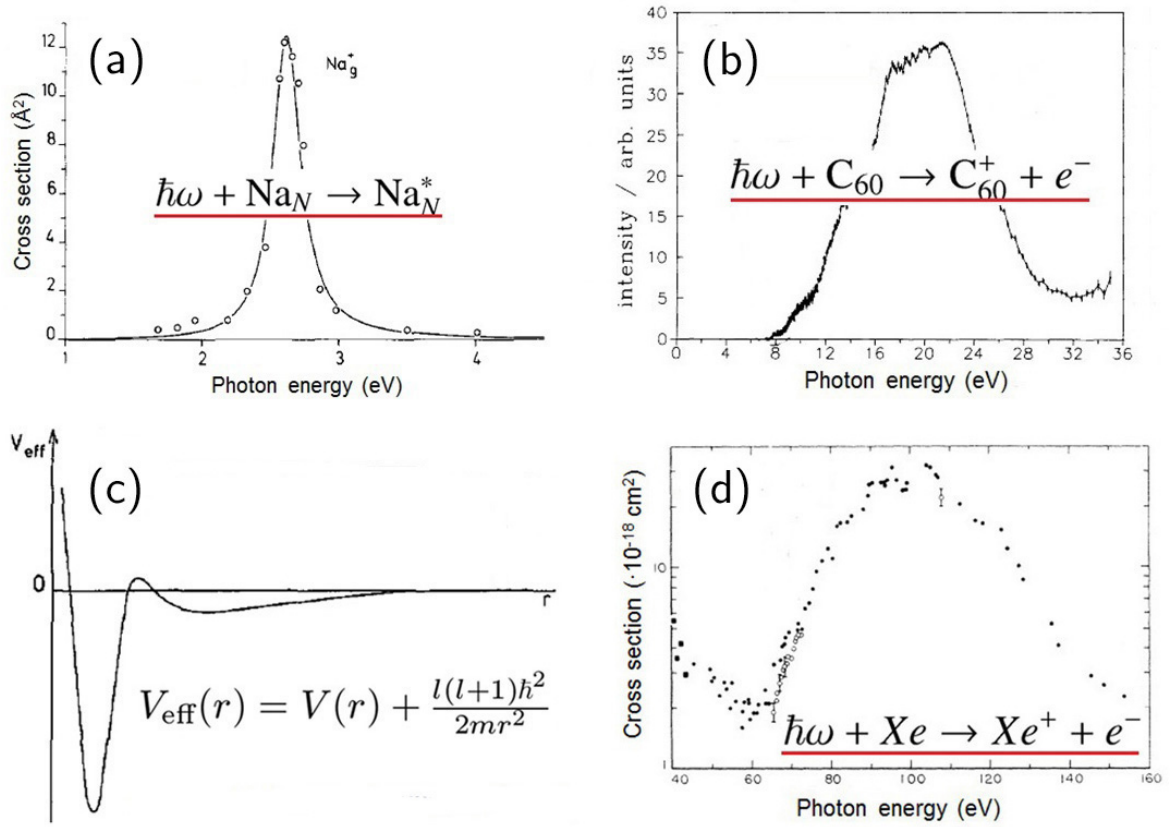 (a)
Na₉⁺
Cross section (Å²)
12
10
8
6
4
2
0
ħω + Na_N → Na*_N
1 2 3 4
Photon energy (eV)
(b)
intensity / arb. units
40
35
30
25
20
15
10
5
0
ħω + C₆₀ → C₆₀⁺ + e⁻
0 4 8 12 16 20 24 28 32 36
Photon energy (eV)
(c)
V_eff
0
r
V_eff(r) = V(r) + l(l+1)ħ²/2mr²
(d)
Cross section (·10⁻¹⁸ cm²)
10
1
ħω + Xe → Xe⁺ + e⁻
40 60 80 100 120 140 160
Photon energy (eV)